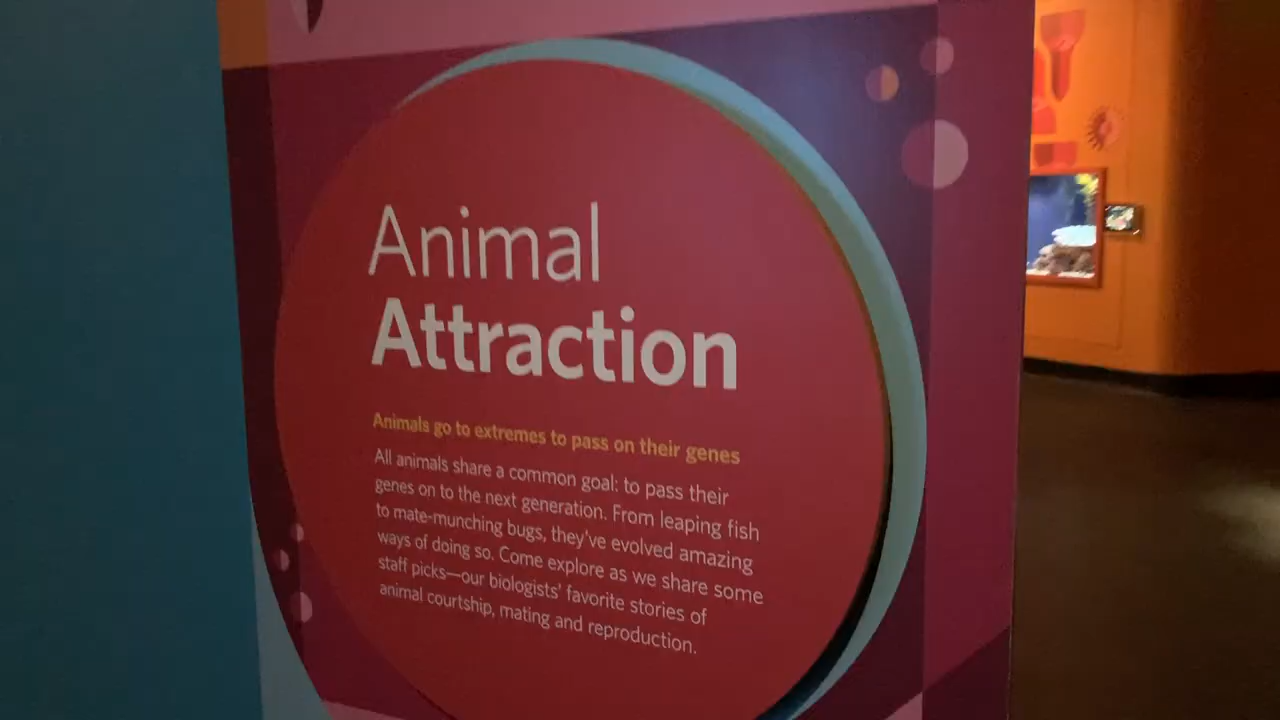 Animal
Attraction
Animals go to extremes to pass on their genes
All animals share a common goal: to pass their
genes on to the next generation. From leaping fish
to mate-munching bugs, they've evolved amazing
ways of doing so. Come explore as we share some
staff picks—our biologists' favorite stories of
animal courtship, mating and reproduction.